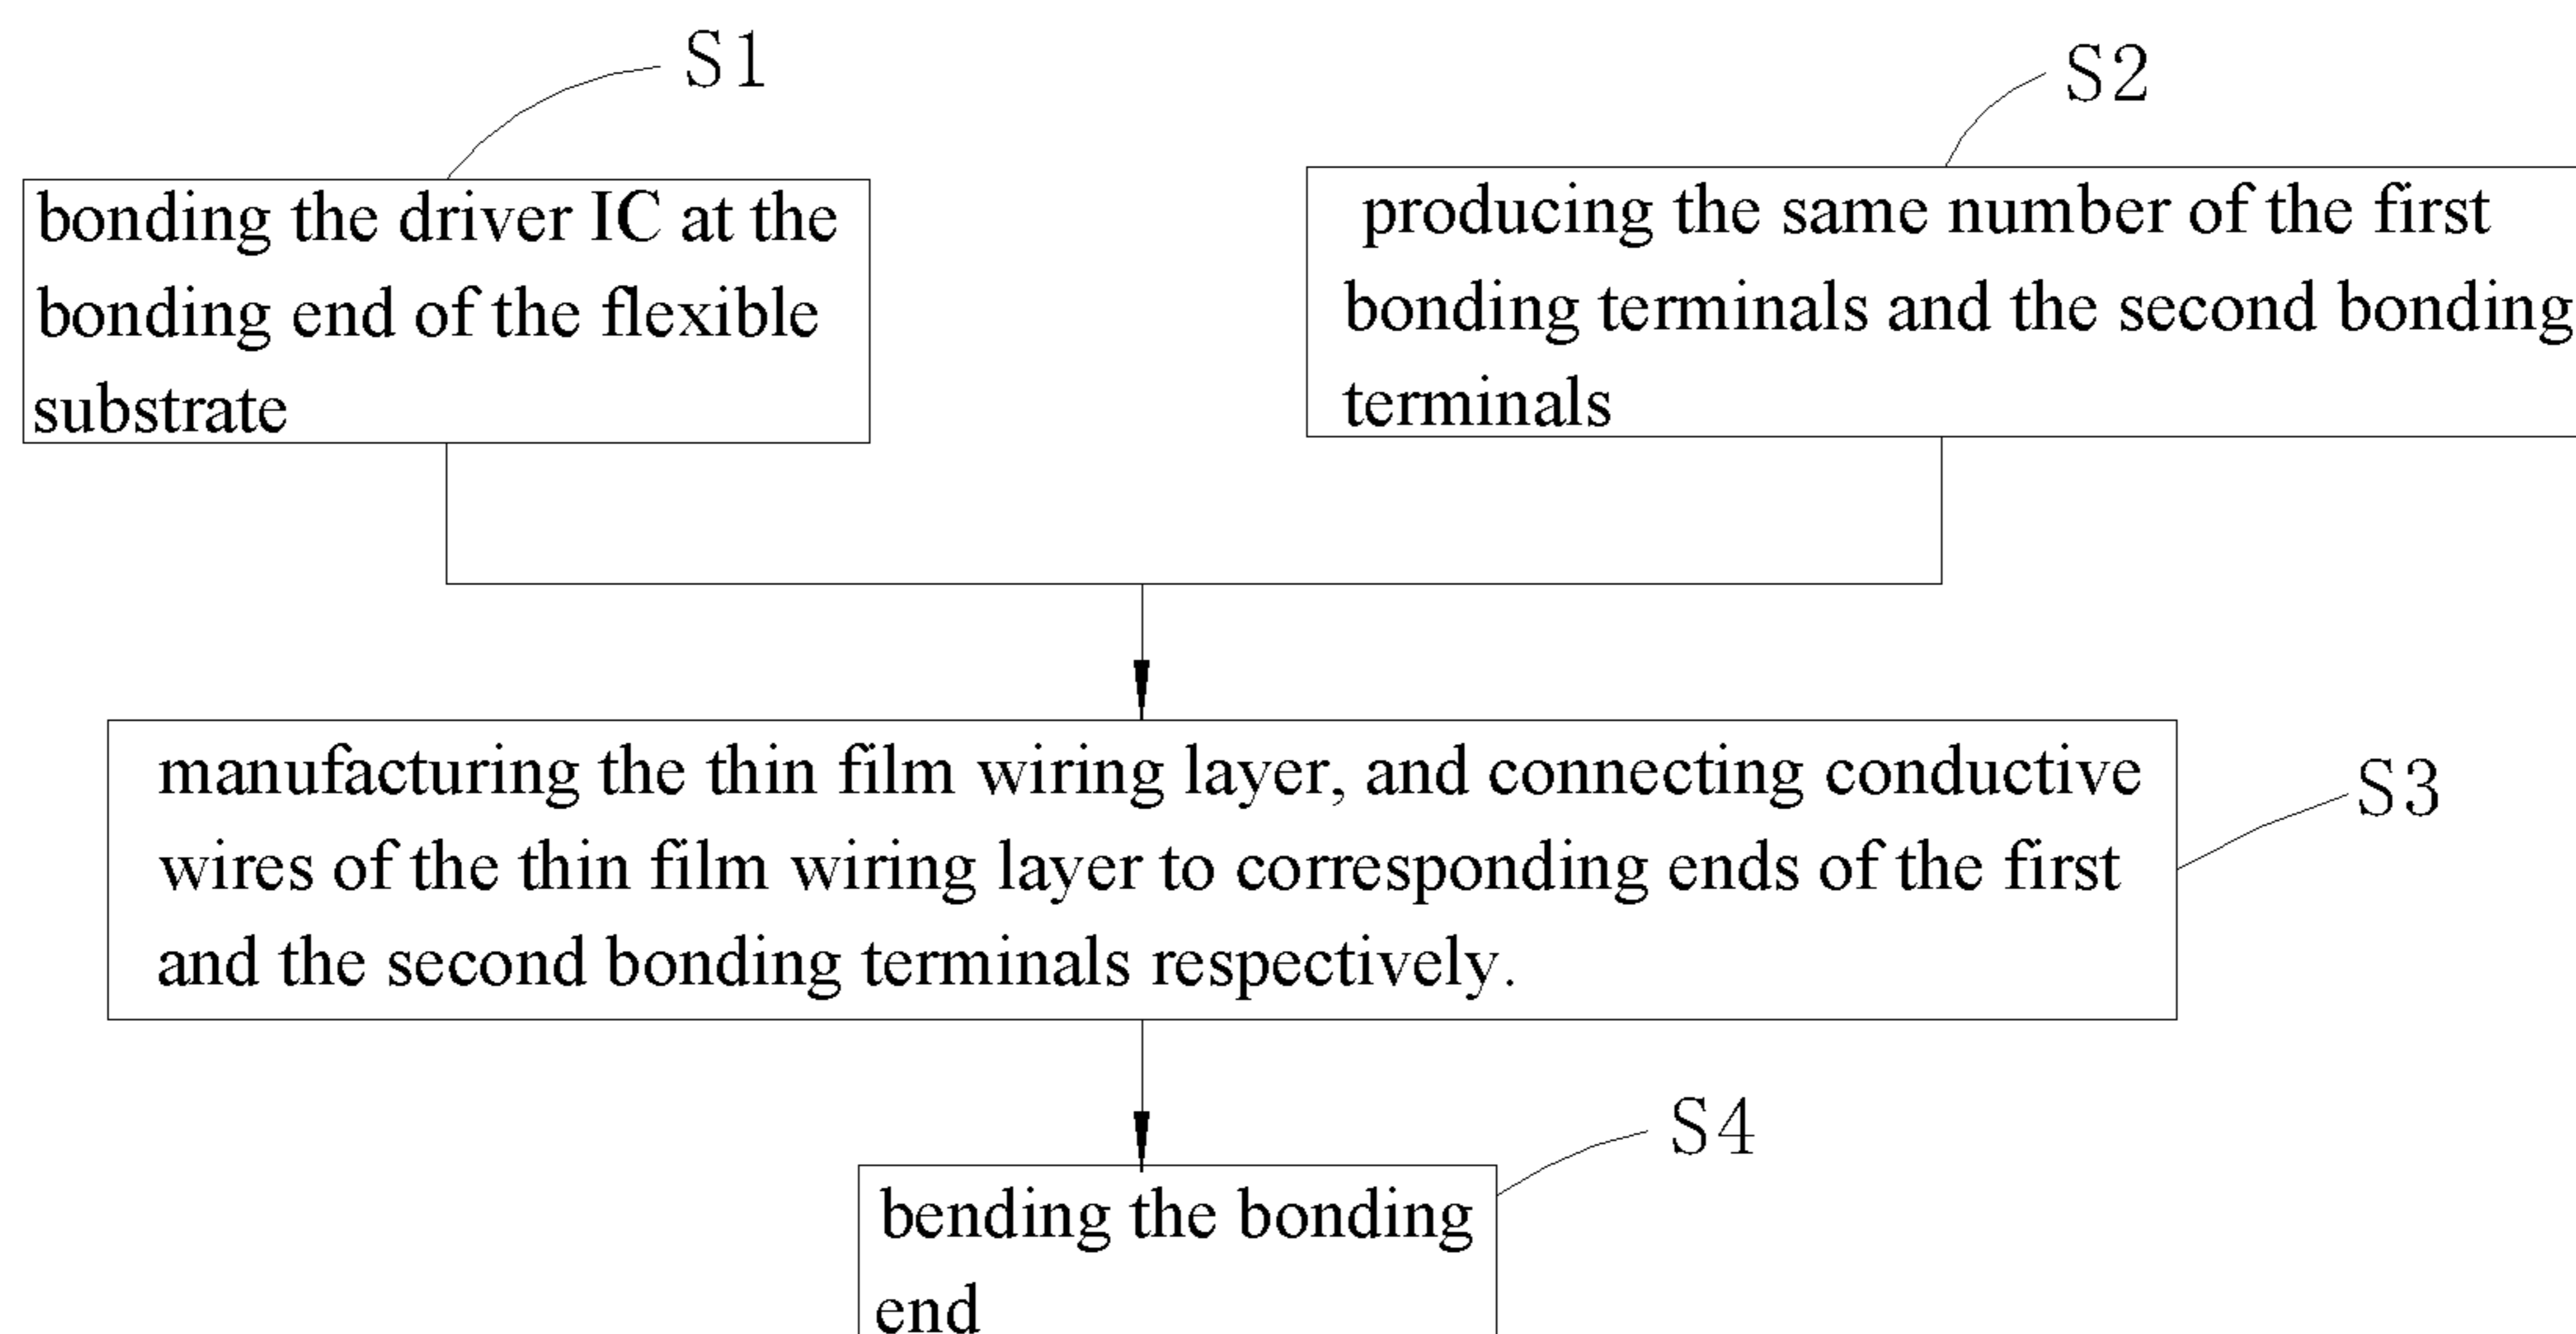 S1
S2
bonding the driver IC at the
bonding end of the flexible
substrate
producing the same number of the first
bonding terminals and the second bonding
terminals
manufacturing the thin film wiring layer, and connecting conductive
wires of the thin film wiring layer to corresponding ends of the first
and the second bonding terminals respectively.
S3
S4
bending the bonding
end